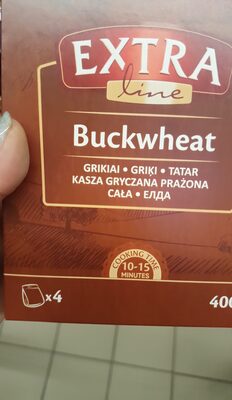 EXTRA
line
Buckwheat
GRIKIAI • GRIĶI • TATAR
KASZA GRYCZANA PRAŻONA
CAŁA • ЕЛДА
COOKING TIME
10-15
MINUTES
x4
400